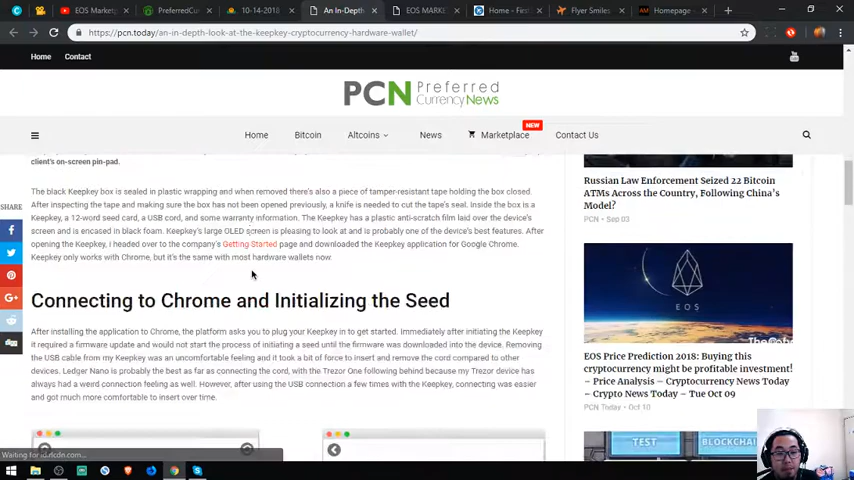 EOS Market
PreferredCur
10-14-2018
An In-Depth
EOS MARKE
Home - First
Flyer Smiles
Homepage -
https://pcn.today/an-in-depth-look-at-the-keepkey-cryptocurrency-hardware-wallet/
Home Contact
PCN Preferred
Currency News
Home Bitcoin Altcoins News Marketplace NEW Contact Us
client's on-screen pin-pad.
The black Keepkey box is sealed in plastic wrapping and when removed there's also a piece of tamper-resistant tape holding the box closed.
After inspecting the tape and making sure the box has not been opened previously, a knife is needed to cut the tape's seal. Inside the box is a
Keepkey, a 12-word seed card, a USB cord, and some warranty information. The Keepkey has a plastic anti-scratch film laid over the device's
screen and is encased in black foam. Keepkey's large OLED screen is pleasing to look at and is probably one of the device's best features. After
opening the Keepkey, i headed over to the company's Getting Started page and downloaded the Keepkey application for Google Chrome.
Keepkey only works with Chrome, but it's the same with most hardware wallets now.
Connecting to Chrome and Initializing the Seed
After installing the application to Chrome, the platform asks you to plug your Keepkey in to get started. Immediately after initiating the Keepkey
it required a firmware update and would not start the process of initiating a seed until the firmware was downloaded into the device. Removing
the USB cable from my Keepkey was an uncomfortable feeling and it took a bit of force to insert and remove the cord compared to other
devices. Ledger Nano is probably the best as far as connecting the cord, with the Trezor One following behind because my Trezor device has
always had a weird connection feeling as well. However, after using the USB connection a few times with the Keepkey, connecting was easier
and got much more comfortable to insert over time.
SHARE
Russian Law Enforcement Seized 22 Bitcoin
ATMs Across the Country, Following China's
Move?
PCN - Sep 03
EOS
EOS Price Prediction 2018: Buying this
cryptocurrency might be profitable investment!
– Price Analysis – Cryptocurrency News Today
– Crypto News Today – Tue Oct 09
PCN Today - Oct 10
TEST
BLOCKCHA